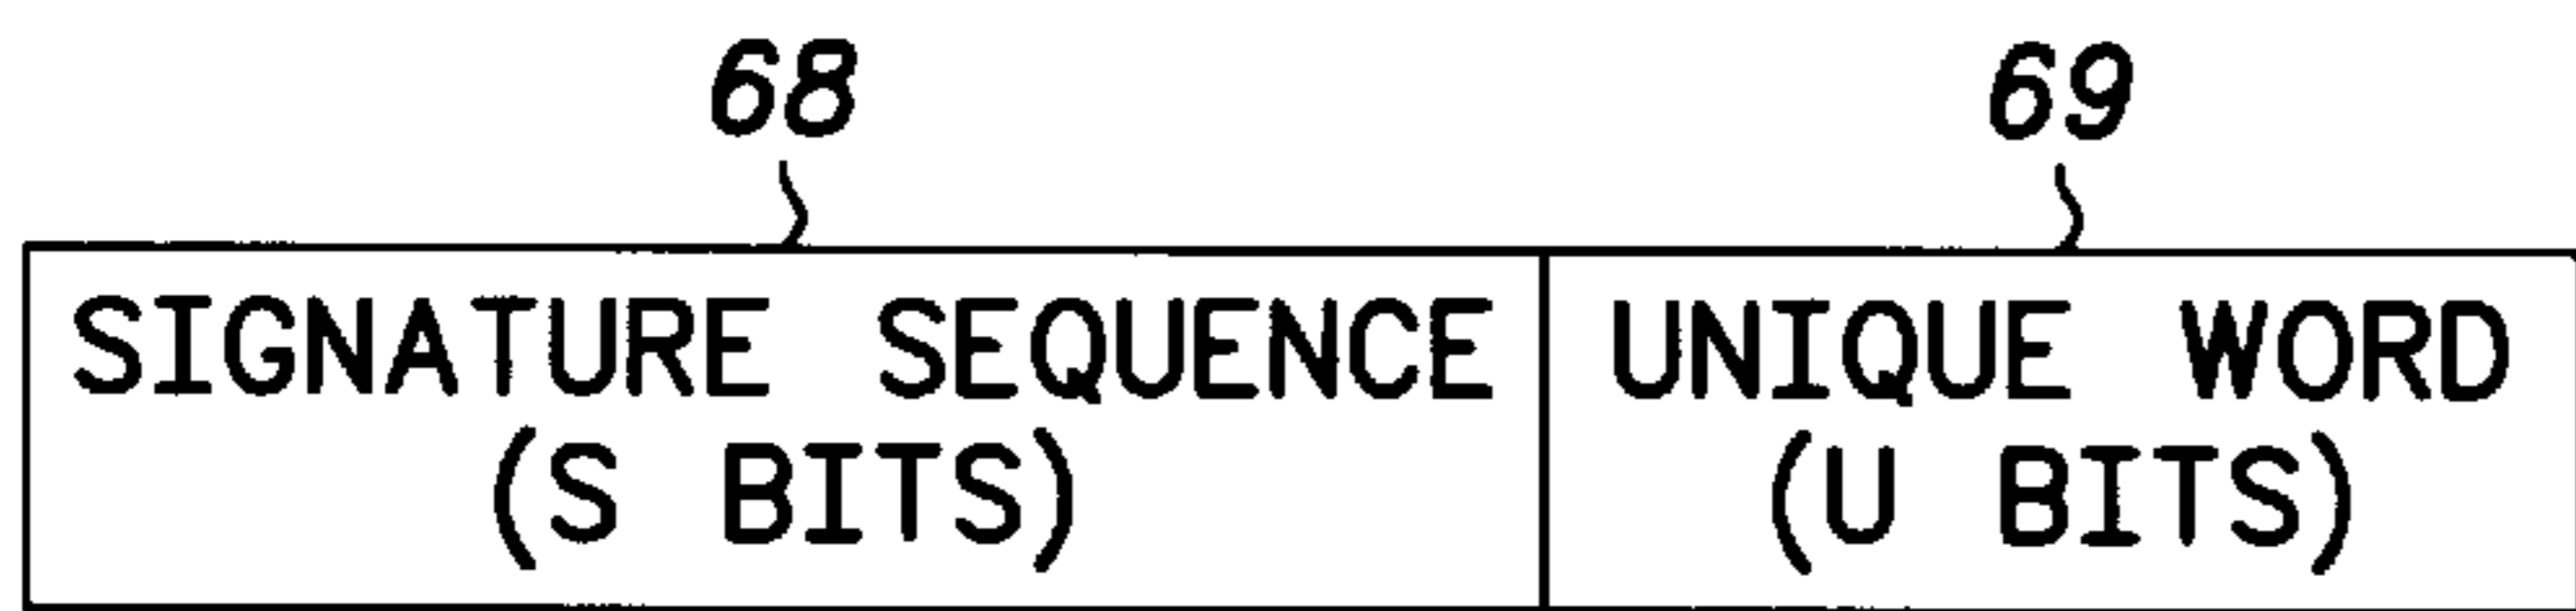 68 69
SIGNATURE SEQUENCE UNIQUE WORD
(S BITS) (U BITS)